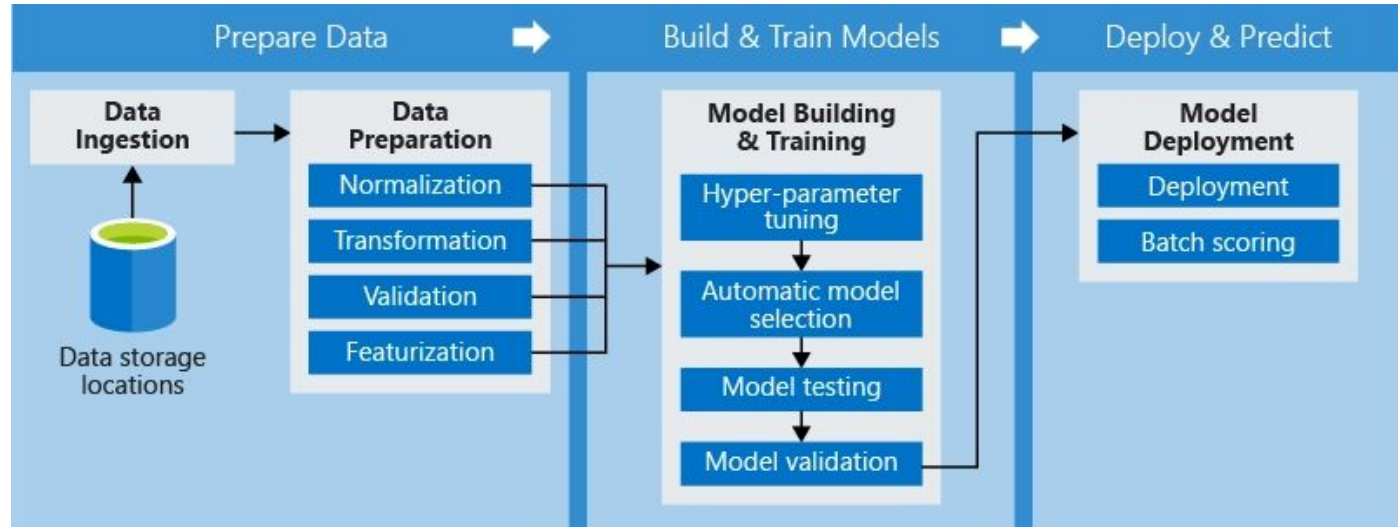 Prepare Data
Build & Train Models
Deploy & Predict
Data
Ingestion
Data storage
locations
Data
Preparation
Normalization
Transformation
Validation
Featurization
Model Building
& Training
Hyper-parameter
tuning
Automatic model
selection
Model testing
Model validation
Model
Deployment
Deployment
Batch scoring